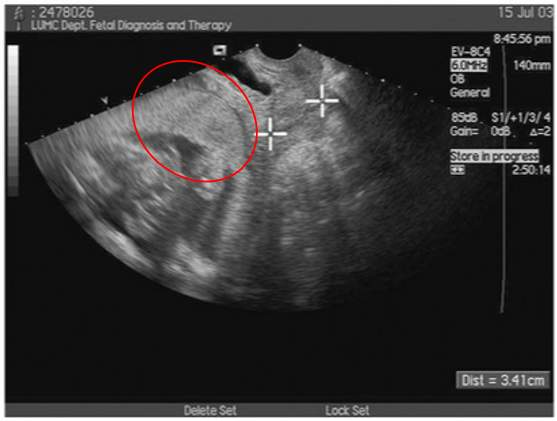 : 2478026
15 Jul 03
LUMC Dept. Fetal Diagnosis and Therapy
8:45:56 pm
EV-8C4
6.0MHz 140mm
OB
General
89dB S1/+1/3/4
Gain= 0dB Δ=2
Store in progress
2:50:14
Dist = 3.41cm
Delete Set
Lock Set